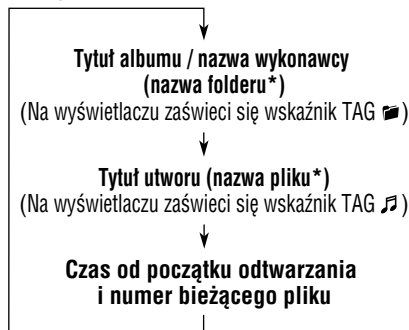 Tytuł albumu / nazwa wykonawcy
(nazwa folderu*)
(Na wyświetlaczu zaświeci się wskaźnik TAG 📁)
Tytuł utworu (nazwa pliku*)
(Na wyświetlaczu zaświeci się wskaźnik TAG 🎵)
Czas od początku odtwarzania
i numer bieżącego pliku